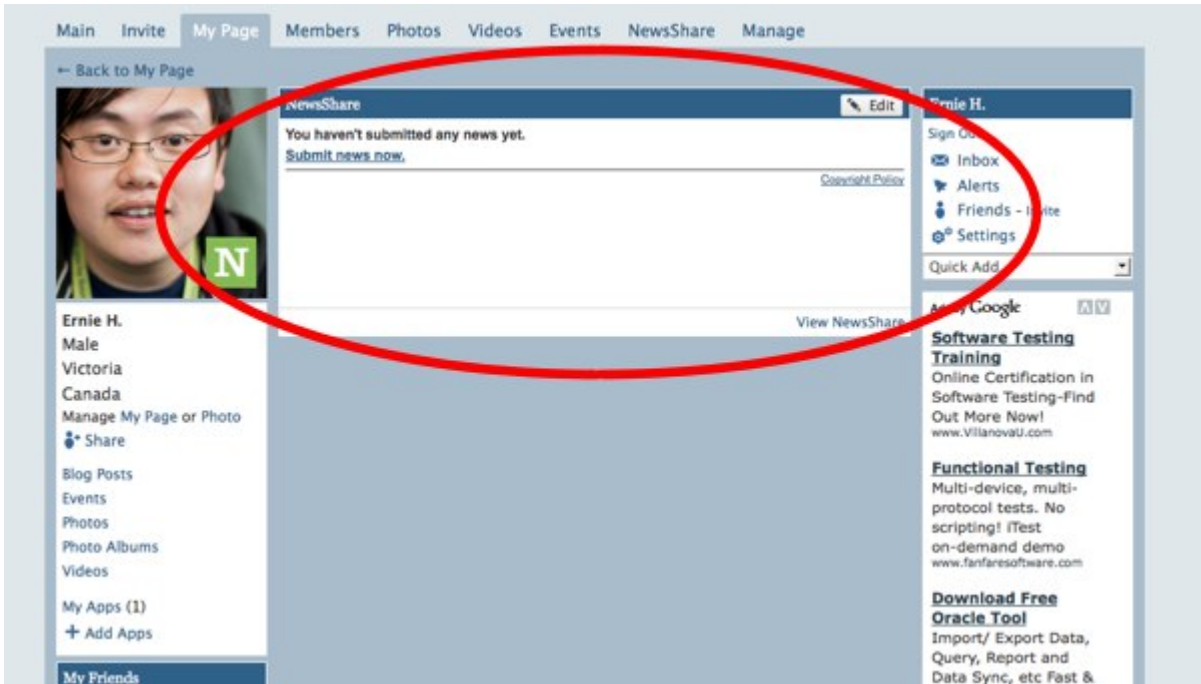 Main Invite My Page Members Photos Videos Events NewsShare Manage
← Back to My Page
N
Ernie H.
Male
Victoria
Canada
Manage My Page or Photo
Share
Blog Posts
Events
Photos
Photo Albums
Videos
My Apps (1)
+ Add Apps
My Friends
NewsShare
Edit
You haven't submitted any news yet.
Submit news now.
Copyright Policy
View NewsShare
Ernie H.
Sign
Inbox
Alerts
Friends - Invite
Settings
Quick Add
Google
Software Testing
Training
Online Certification in
Software Testing-Find
Out More Now!
www.VillanovaU.com
Functional Testing
Multi-device, multi-
protocol tests. No
scripting! iTest
on-demand demo
www.fanfaresoftware.com
Download Free
Oracle Tool
Import/ Export Data,
Query, Report and
Data Sync, etc Fast &